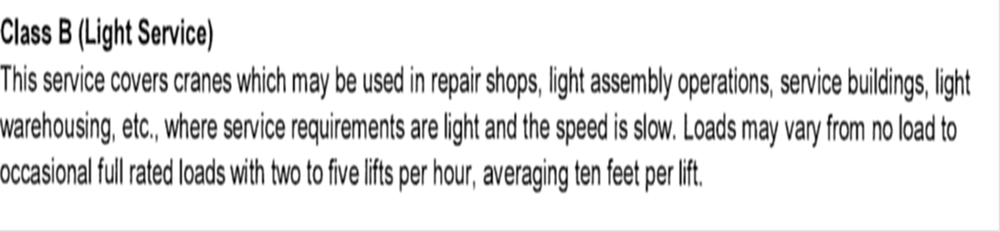 Class B (Light Service)
This service covers cranes which may be used in repair shops, light assembly operations, service buildings, light
warehousing, etc., where service requirements are light and the speed is slow. Loads may vary from no load to
occasional full rated loads with two to five lifts per hour, averaging ten feet per lift.